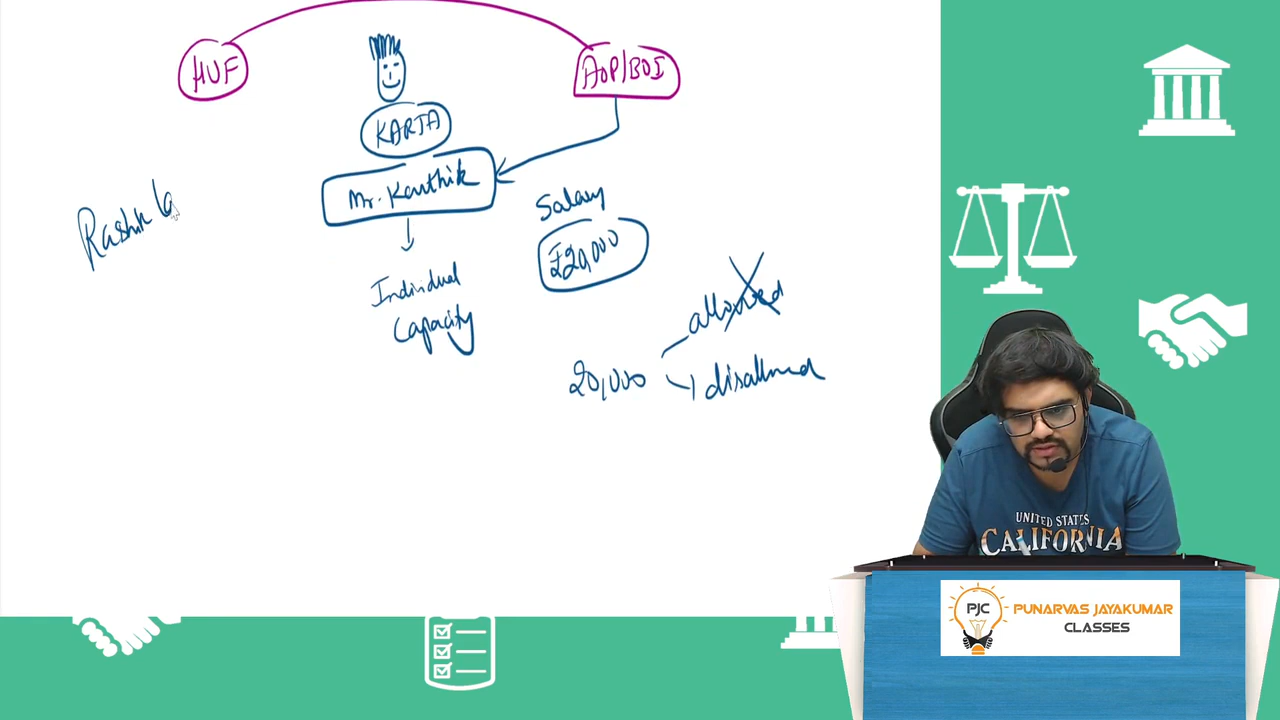 HUF
AOP/BOI
KARTA
Mr. Karthik
Salary
₹20,000
Rashik
Individual
Capacity
allowed
20,000
disallowed
UNITED STATES
CALIFORNIA
PJC
PUNARVAS JAYAKUMAR
CLASSES